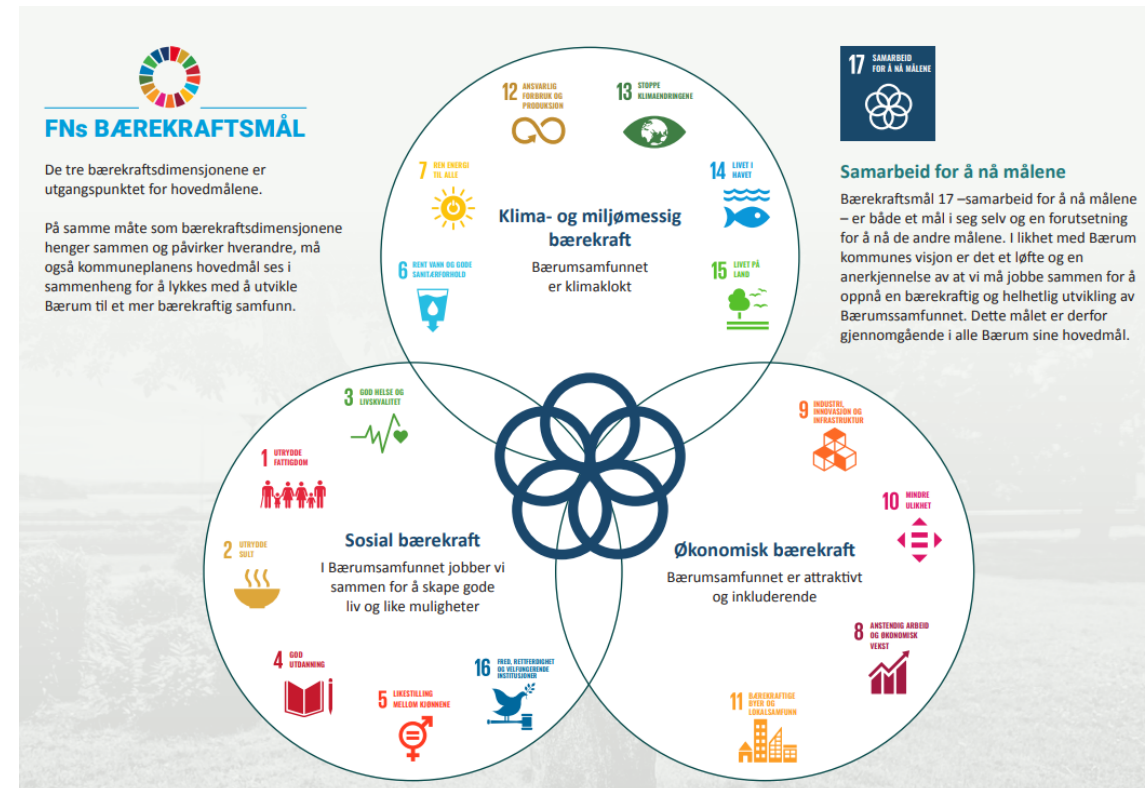 FNs BÆREKRAFTSMÅL
De tre bærekraftsdimensjonene er
utgangspunktet for hovedmålene.
På samme måte som bærekraftsdimensjonene
henger sammen og påvirker hverandre, må
også kommuneplanens hovedmål ses i
sammenheng for å lykkes med å utvikle
Bærum til et mer bærekraftig samfunn.
12 ANSVARLIG
FORBRUK OG
PRODUKSJON
13 STOPPE
KLIMAENDRINGENE
7 REN ENERGI
TIL ALLE
14 LIVET I
HAVET
Klima- og miljømessig
bærekraft
Bærumsamfunnet
er klimaklokt
6 RENT VANN OG GODE
SANITÆRFORHOLD
15 LIVET PÅ
LAND
17 SAMARBEID
FOR Å NÅ MÅLENE
Samarbeid for å nå målene
Bærekraftsmål 17 –samarbeid for å nå målene
– er både et mål i seg selv og en forutsetning
for å nå de andre målene. I likhet med Bærum
kommunes visjon er det et løfte og en
anerkjennelse av at vi må jobbe sammen for å
oppnå en bærekraftig og helhetlig utvikling av
Bærumssamfunnet. Dette målet er derfor
gjennomgående i alle Bærum sine hovedmål.
3 GOD HELSE OG
LIVSKVALITET
1 UTRYDDE
FATTIGDOM
2 UTRYDDE
SULT
Sosial bærekraft
I Bærumsamfunnet jobber vi
sammen for å skape gode
liv og like muligheter
4 GOD
UTDANNING
5 LIKESTILLING
MELLOM KJØNNENE
16 FRED, RETTFERDIGHET
OG VELFUNGERENDE
INSTITUSJONER
9 INDUSTRI,
INNOVASJON OG
INFRASTRUKTUR
10 MINDRE
ULIKHET
Økonomisk bærekraft
Bærumsamfunnet er attraktivt
og inkluderende
8 ANSTENDIG ARBEID
OG ØKONOMISK
VEKST
11 BÆREKRAFTIGE
BYER OG
LOKALSAMFUNN